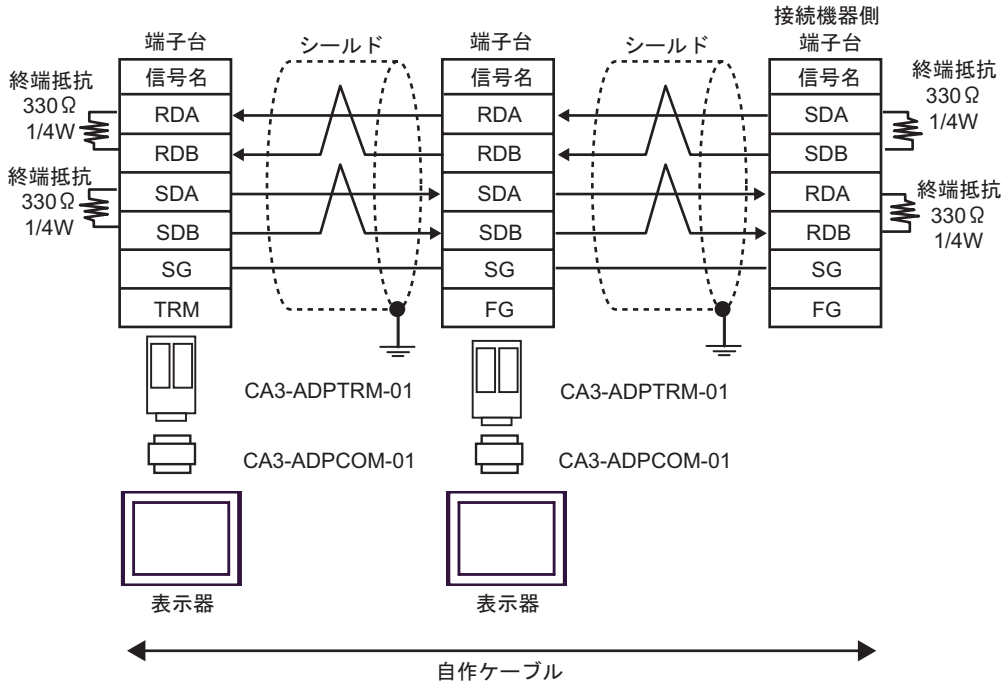 接続機器側
端子台
シールド
端子台
シールド
端子台
終端抵抗
330Ω
1/4W
終端抵抗
330Ω
1/4W
信号名
RDA
RDB
SDA
SDB
SG
TRM
信号名
RDA
RDB
SDA
SDB
SG
FG
信号名
SDA
SDB
RDA
RDB
SG
FG
終端抵抗
330Ω
1/4W
終端抵抗
330Ω
1/4W
CA3-ADPTRM-01
CA3-ADPTRM-01
CA3-ADPCOM-01
CA3-ADPCOM-01
表示器
表示器
自作ケーブル